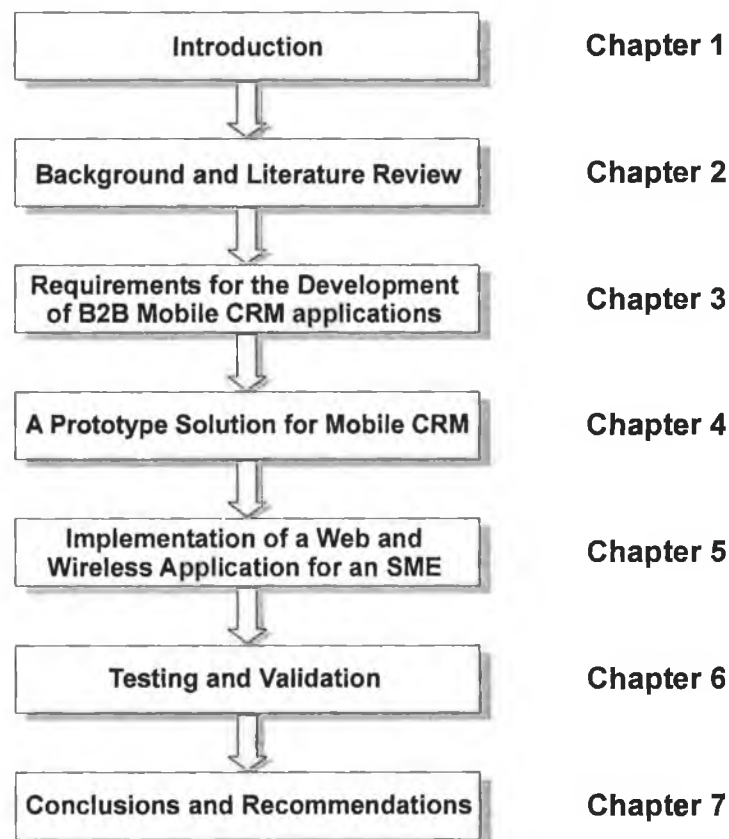 Introduction
Chapter 1
Background and Literature Review
Chapter 2
Requirements for the Development
of B2B Mobile CRM applications
Chapter 3
A Prototype Solution for Mobile CRM
Chapter 4
Implementation of a Web and
Wireless Application for an SME
Chapter 5
Testing and Validation
Chapter 6
Conclusions and Recommendations
Chapter 7